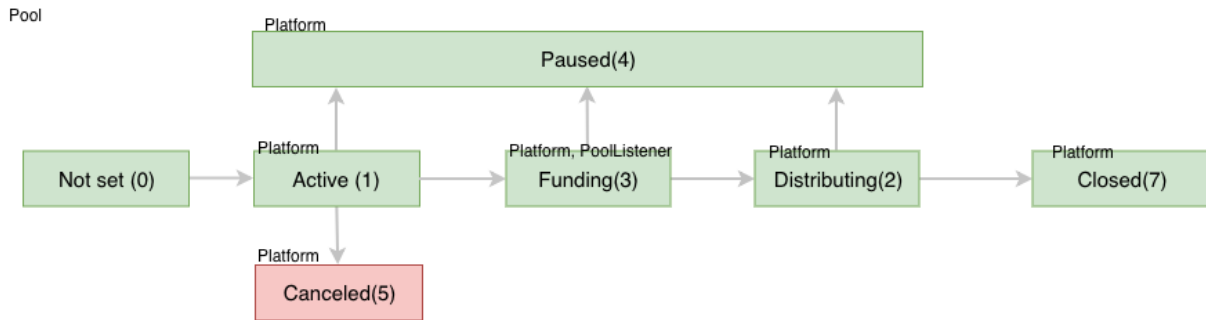 Pool
Platform
Paused(4)
Platform
Platform, PoolListener
Platform
Platform
Not set (0)
Active (1)
Funding(3)
Distributing(2)
Closed(7)
Platform
Canceled(5)